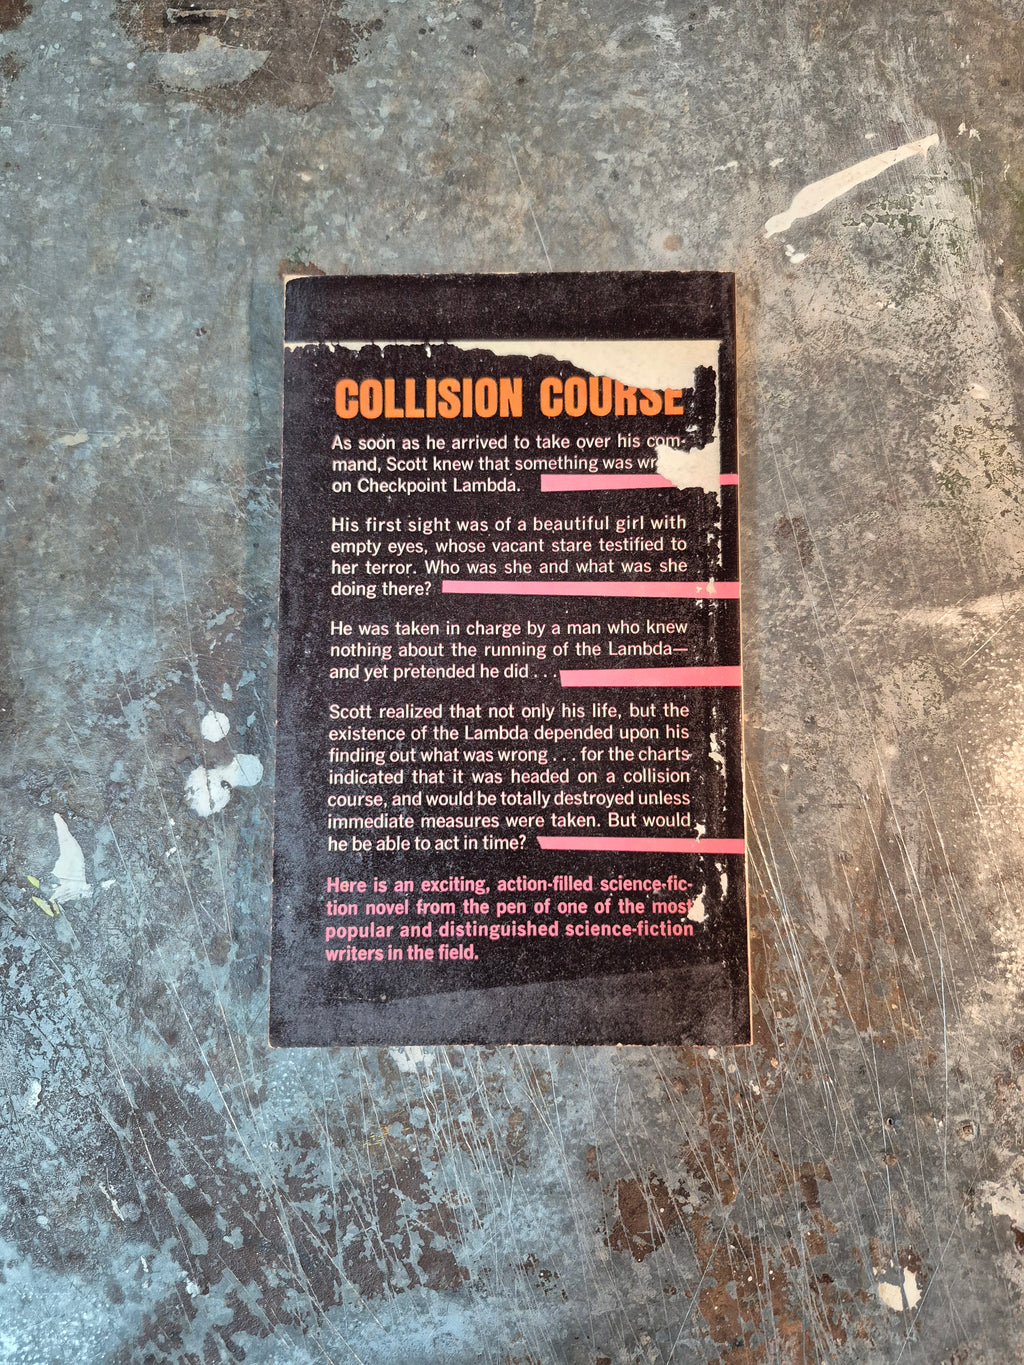 COLLISION COURSE
As soon as he arrived to take over his com-
mand, Scott knew that something was
on Checkpoint Lambda.
His first sight was of a beautiful girl with
empty eyes, whose vacant stare testified to
her terror. Who was she and what was she
doing there?
He was taken in charge by a man who knew
nothing about the running of the Lambda—
and yet pretended he did . . .
Scott realized that not only his life, but the
existence of the Lambda depended upon his
finding out what was wrong . . . for the charts
indicated that it was headed on a collision
course, and would be totally destroyed unless
immediate measures were taken. But would
he be able to act in time?
Here is an exciting, action-filled science-fic-
tion novel from the pen of one of the most
popular and distinguished science-fiction
writers in the field.